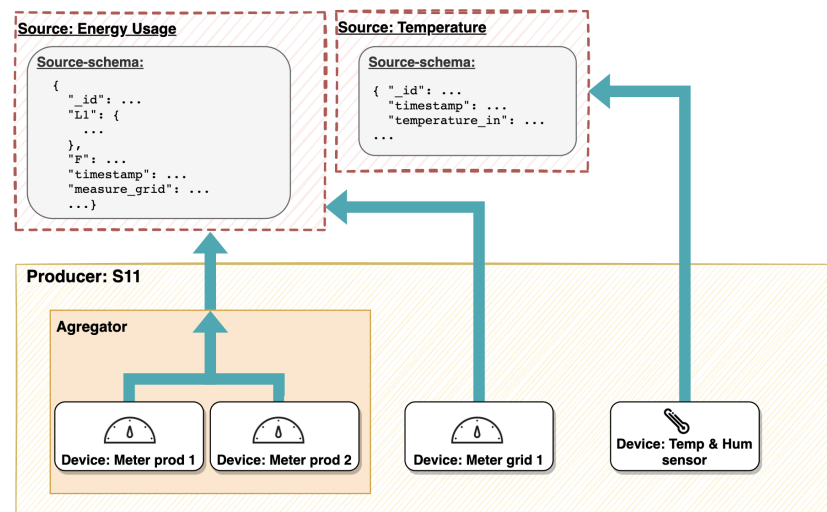 Source: Energy Usage
Source-schema:
{
"_id": ...
"L1": {
...
},
"F": ...
"timestamp": ...
"measure_grid": ...
...}
Source: Temperature
Source-schema:
{ "_id": ...
"timestamp": ...
"temperature_in": ...
...
Producer: S11
Agregator
Device: Meter prod 1
Device: Meter prod 2
Device: Meter grid 1
Device: Temp & Hum
sensor